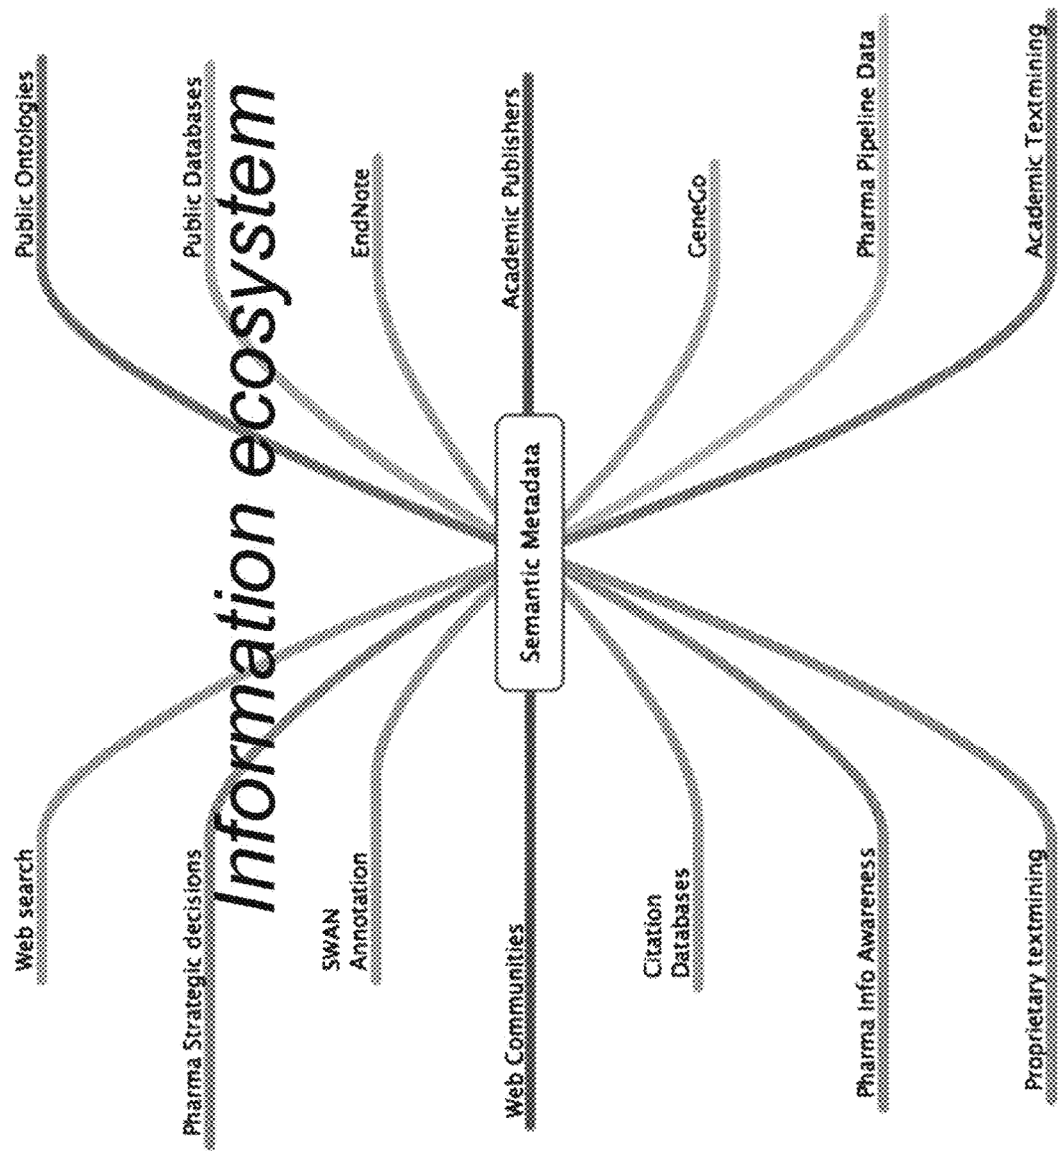 Information ecosystem
Web search
Pharma Strategic decisions
SWAN
Annotation
Web Communities
Citation
Databases
Pharma Info Awareness
Proprietary textmining
Semantic Metadata
Public Ontologies
Public Databases
EndNote
Academic Publishers
GeneGo
Pharma Pipeline Data
Academic Textmining